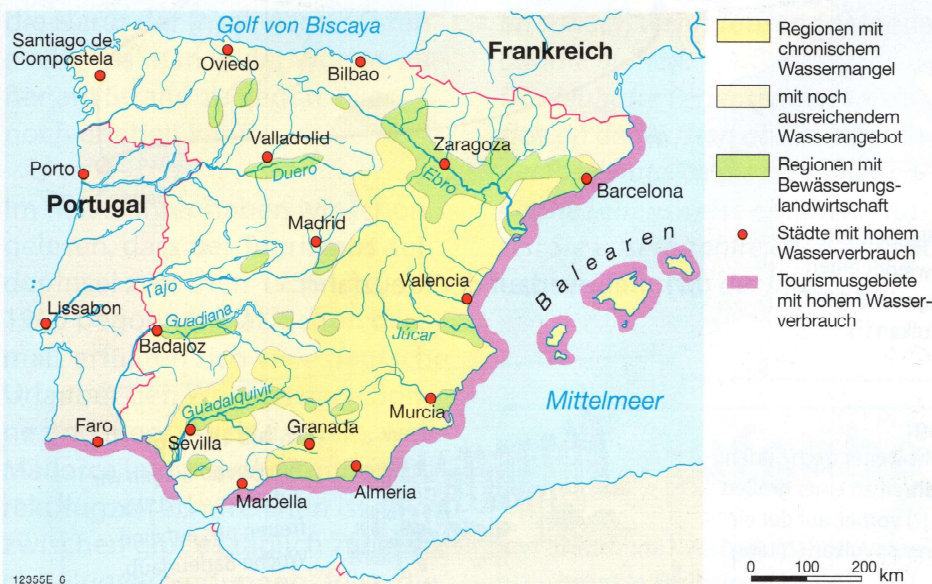 Golf von Biscaya
Santiago de
Compostela
Oviedo
Bilbao
Frankreich
Valladolid
Zaragoza
Porto
Duero
Ebro
Barcelona
Portugal
Madrid
Balearen
Valencia
Tajo
Lissabon
Guadiana
Badajoz
Júcar
Guadalquivir
Murcia
Mittelmeer
Faro
Sevilla
Granada
Marbella
Almeria
12355E_6
Regionen mit
chronischem
Wassermangel
mit noch
ausreichendem
Wasserangebot
Regionen mit
Bewässerungs-
landwirtschaft
Städte mit hohem
Wasserverbrauch
Tourismusgebiete
mit hohem Wasser-
verbrauch
0 100 200 km